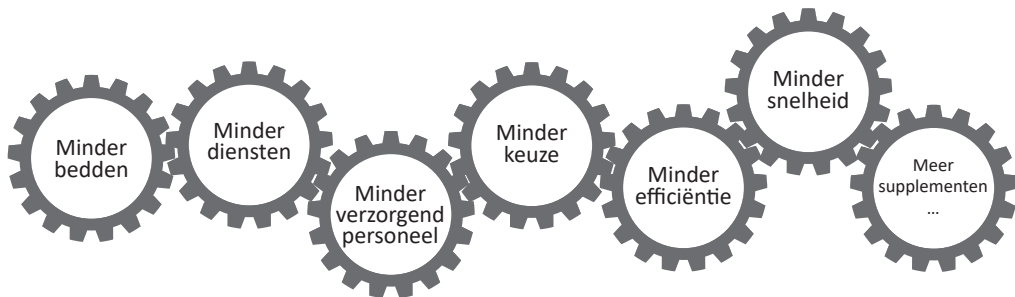 Minder
bedden
Minder
diensten
Minder
verzorgend
personeel
Minder
keuze
Minder
efficiëntie
Minder
snelheid
Meer
supplementen
...